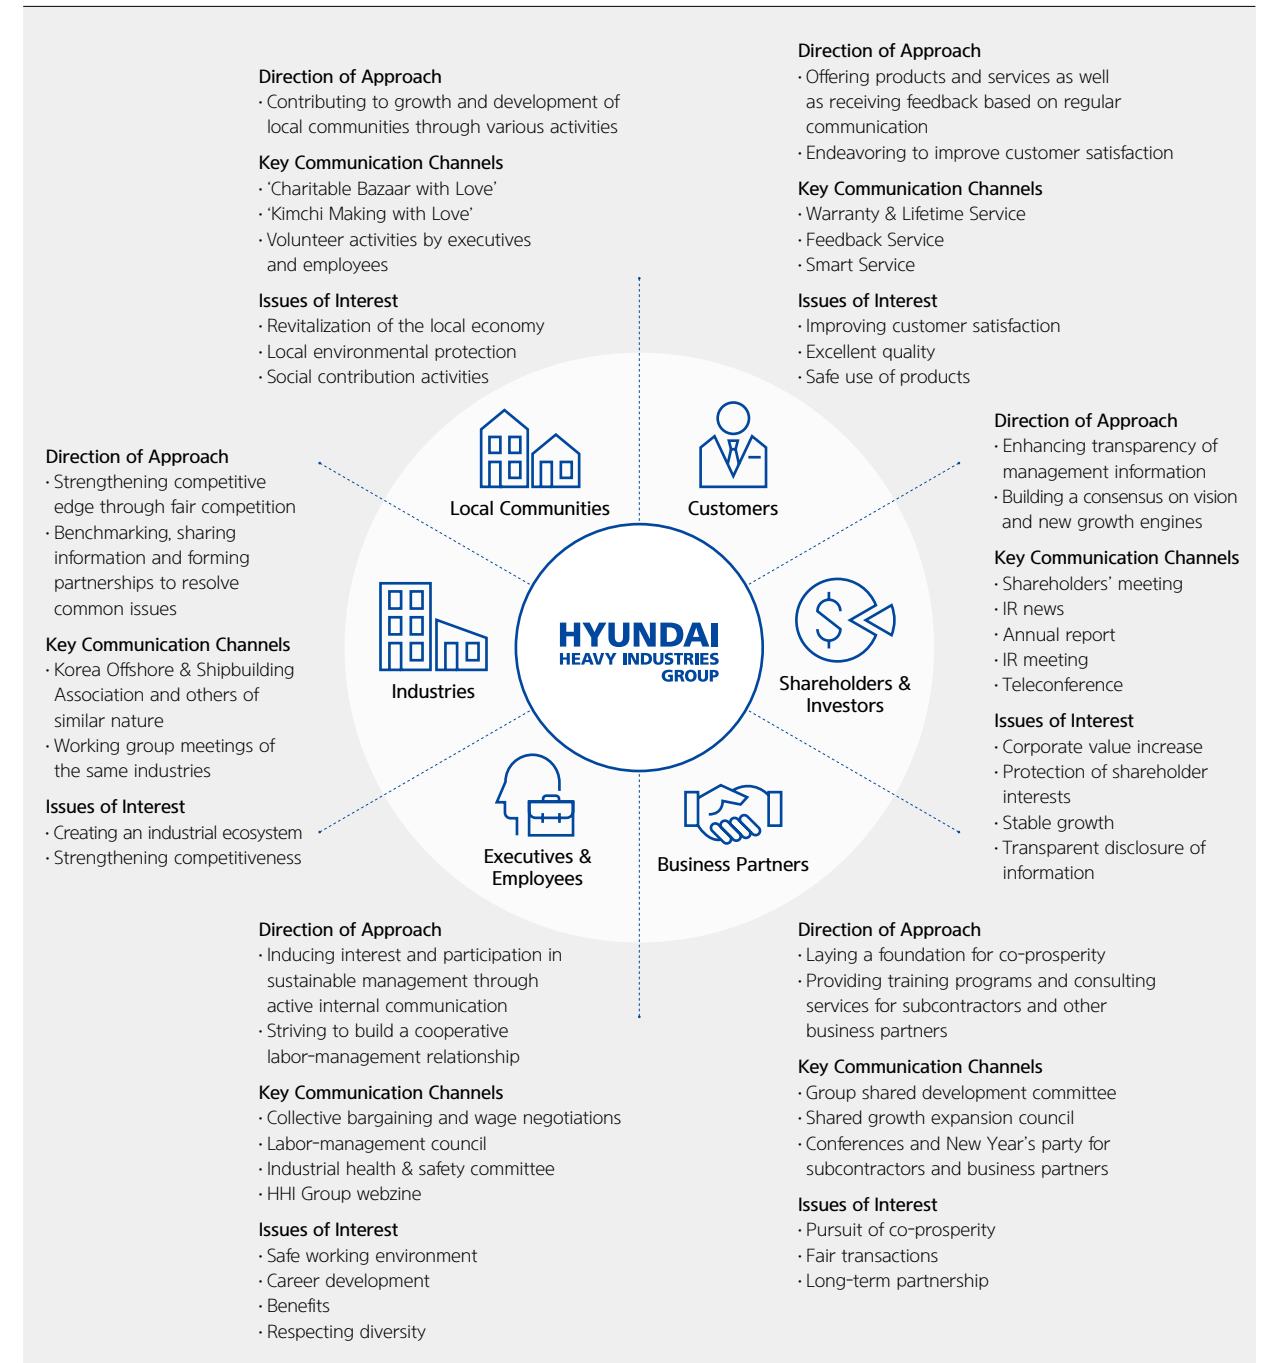 Direction of Approach
· Contributing to growth and development of
local communities through various activities
Key Communication Channels
· ‘Charitable Bazaar with Love’
· ‘Kimchi Making with Love’
· Volunteer activities by executives
and employees
Issues of Interest
· Revitalization of the local economy
· Local environmental protection
· Social contribution activities
Direction of Approach
· Offering products and services as well
as receiving feedback based on regular
communication
· Endeavoring to improve customer satisfaction
Key Communication Channels
· Warranty & Lifetime Service
· Feedback Service
· Smart Service
Issues of Interest
· Improving customer satisfaction
· Excellent quality
· Safe use of products
Direction of Approach
· Strengthening competitive
edge through fair competition
· Benchmarking, sharing
information and forming
partnerships to resolve
common issues
Key Communication Channels
· Korea Offshore & Shipbuilding
Association and others of
similar nature
· Working group meetings of
the same industries
Issues of Interest
· Creating an industrial ecosystem
· Strengthening competitiveness
Local Communities
Customers
Industries
HYUNDAI
HEAVY INDUSTRIES
GROUP
Shareholders &
Investors
Executives &
Employees
Business Partners
Direction of Approach
· Enhancing transparency of
management information
· Building a consensus on vision
and new growth engines
Key Communication Channels
· Shareholders’ meeting
· IR news
· Annual report
· IR meeting
· Teleconference
Issues of Interest
· Corporate value increase
· Protection of shareholder
interests
· Stable growth
· Transparent disclosure of
information
Direction of Approach
· Inducing interest and participation in
sustainable management through
active internal communication
· Striving to build a cooperative
labor-management relationship
Key Communication Channels
· Collective bargaining and wage negotiations
· Labor-management council
· Industrial health & safety committee
· HHI Group webzine
Issues of Interest
· Safe working environment
· Career development
· Benefits
· Respecting diversity
Direction of Approach
· Laying a foundation for co-prosperity
· Providing training programs and consulting
services for subcontractors and other
business partners
Key Communication Channels
· Group shared development committee
· Shared growth expansion council
· Conferences and New Year’s party for
subcontractors and business partners
Issues of Interest
· Pursuit of co-prosperity
· Fair transactions
· Long-term partnership